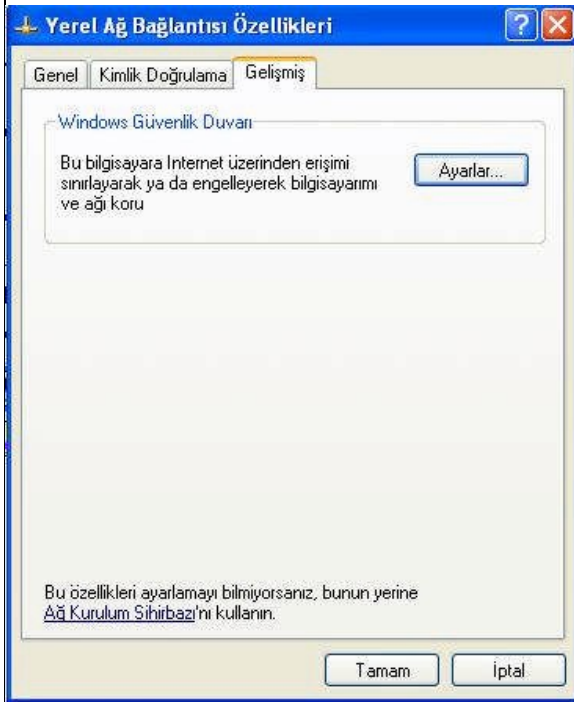 Yerel Ağ Bağlantısı Özellikleri
Genel Kimlik Doğrulama Gelişmiş
Windows Güvenlik Duvarı
Bu bilgisayara Internet üzerinden erişimi
sınırlayarak ya da engelleyerek bilgisayarımı
ve ağı koru
Ayarlar...
Bu özellikleri ayarlamayı bilmiyorsanız, bunun yerine
Ağ Kurulum Sihirbazı'nı kullanın.
Tamam İptal